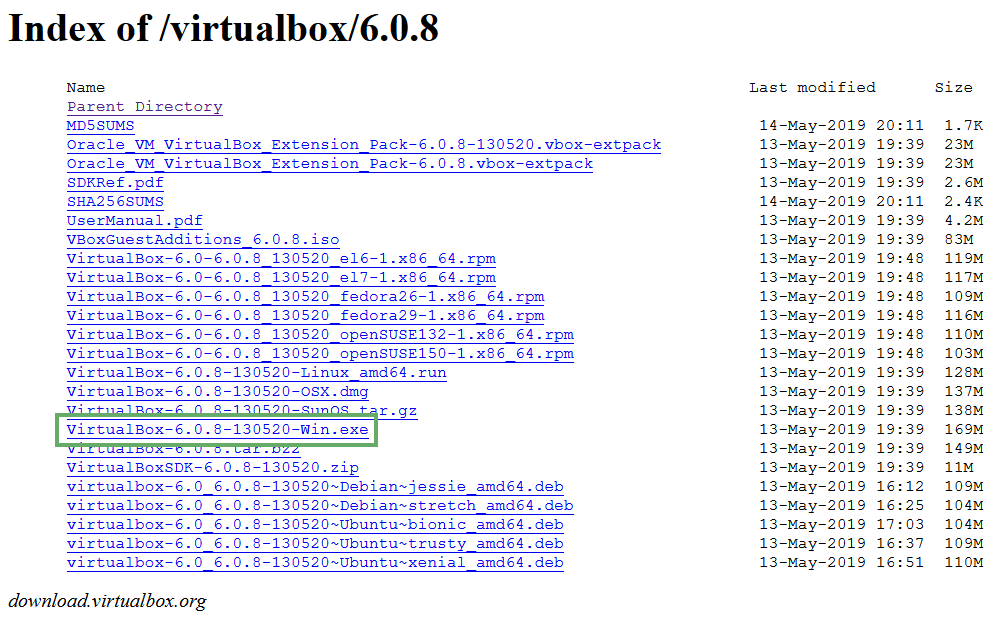 Index of /virtualbox/6.0.8
Name Last modified Size
Parent Directory
MD5SUMS 14-May-2019 20:11 1.7K
Oracle_VM_VirtualBox_Extension_Pack-6.0.8-130520.vbox-extpack 13-May-2019 19:39 23M
Oracle_VM_VirtualBox_Extension_Pack-6.0.8.vbox-extpack 13-May-2019 19:39 23M
SDKRef.pdf 13-May-2019 19:39 2.6M
SHA256SUMS 14-May-2019 20:11 2.4K
UserManual.pdf 13-May-2019 19:39 4.2M
VBoxGuestAdditions_6.0.8.iso 13-May-2019 19:39 83M
VirtualBox-6.0-6.0.8_130520_el6-1.x86_64.rpm 13-May-2019 19:48 119M
VirtualBox-6.0-6.0.8_130520_el7-1.x86_64.rpm 13-May-2019 19:48 117M
VirtualBox-6.0-6.0.8_130520_fedora26-1.x86_64.rpm 13-May-2019 19:48 109M
VirtualBox-6.0-6.0.8_130520_fedora29-1.x86_64.rpm 13-May-2019 19:48 116M
VirtualBox-6.0-6.0.8_130520_openSUSE132-1.x86_64.rpm 13-May-2019 19:48 110M
VirtualBox-6.0-6.0.8_130520_openSUSE150-1.x86_64.rpm 13-May-2019 19:48 103M
VirtualBox-6.0.8-130520-Linux_amd64.run 13-May-2019 19:39 128M
VirtualBox-6.0.8-130520-OSX.dmg 13-May-2019 19:39 137M
VirtualBox-6.0.8-130520-SunOS.tar.gz 13-May-2019 19:39 138M
VirtualBox-6.0.8-130520-Win.exe 13-May-2019 19:39 169M
VirtualBox-6.0.8.tar.bz2 13-May-2019 19:39 149M
VirtualBoxSDK-6.0.8-130520.zip 13-May-2019 19:39 11M
virtualbox-6.0_6.0.8-130520~Debian~jessie_amd64.deb 13-May-2019 16:12 109M
virtualbox-6.0_6.0.8-130520~Debian~stretch_amd64.deb 13-May-2019 16:25 104M
virtualbox-6.0_6.0.8-130520~Ubuntu~bionic_amd64.deb 13-May-2019 17:03 104M
virtualbox-6.0_6.0.8-130520~Ubuntu~trusty_amd64.deb 13-May-2019 16:37 109M
virtualbox-6.0_6.0.8-130520~Ubuntu~xenial_amd64.deb 13-May-2019 16:51 110M
download.virtualbox.org